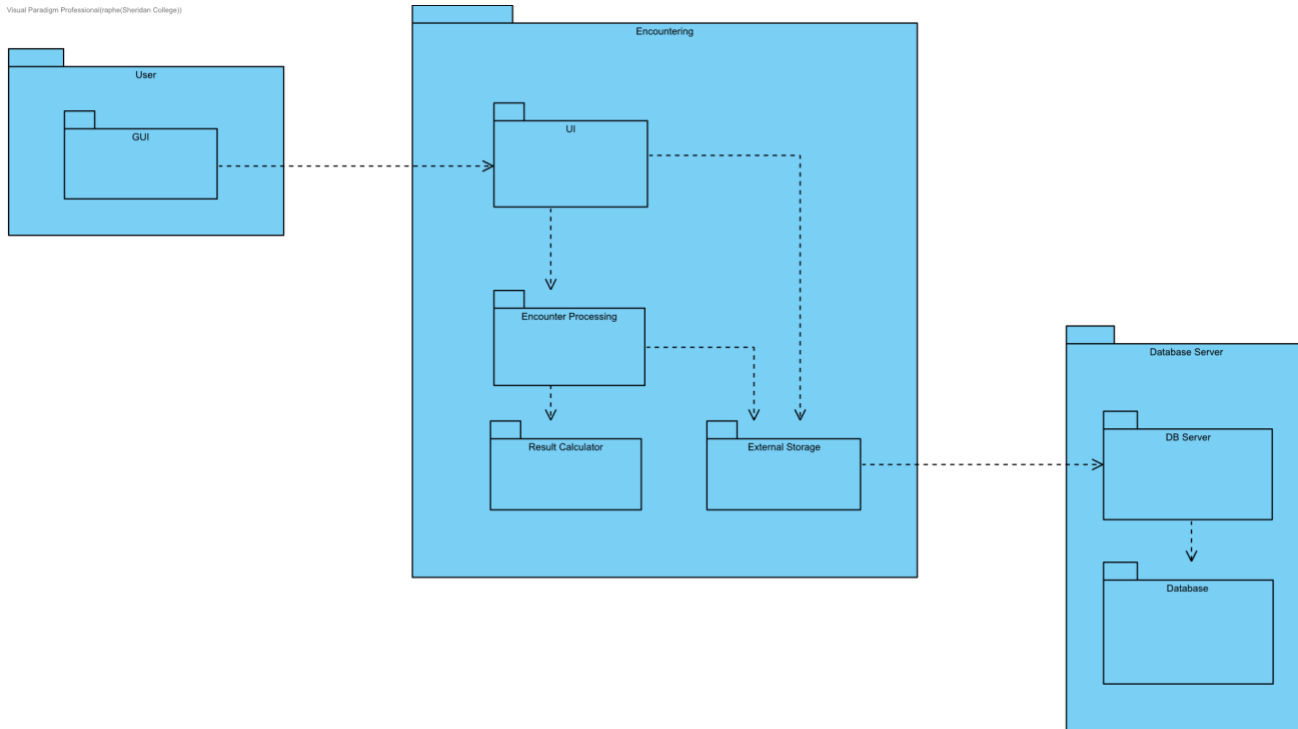 Visual Paradigm Professional(raphe(Sheridan College))
Encountering
User
GUI
UI
Encounter Processing
Result Calculator
External Storage
Database Server
DB Server
Database